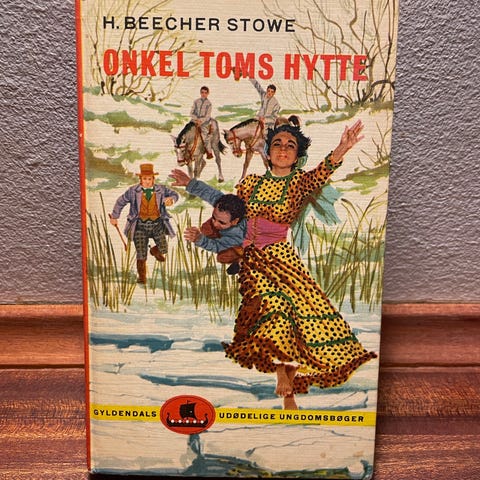 H. BEECHER STOWE
ONKEL TOMS HYTTE
GYLDENDALS UDØDELIGE UNGDOMSBØGER